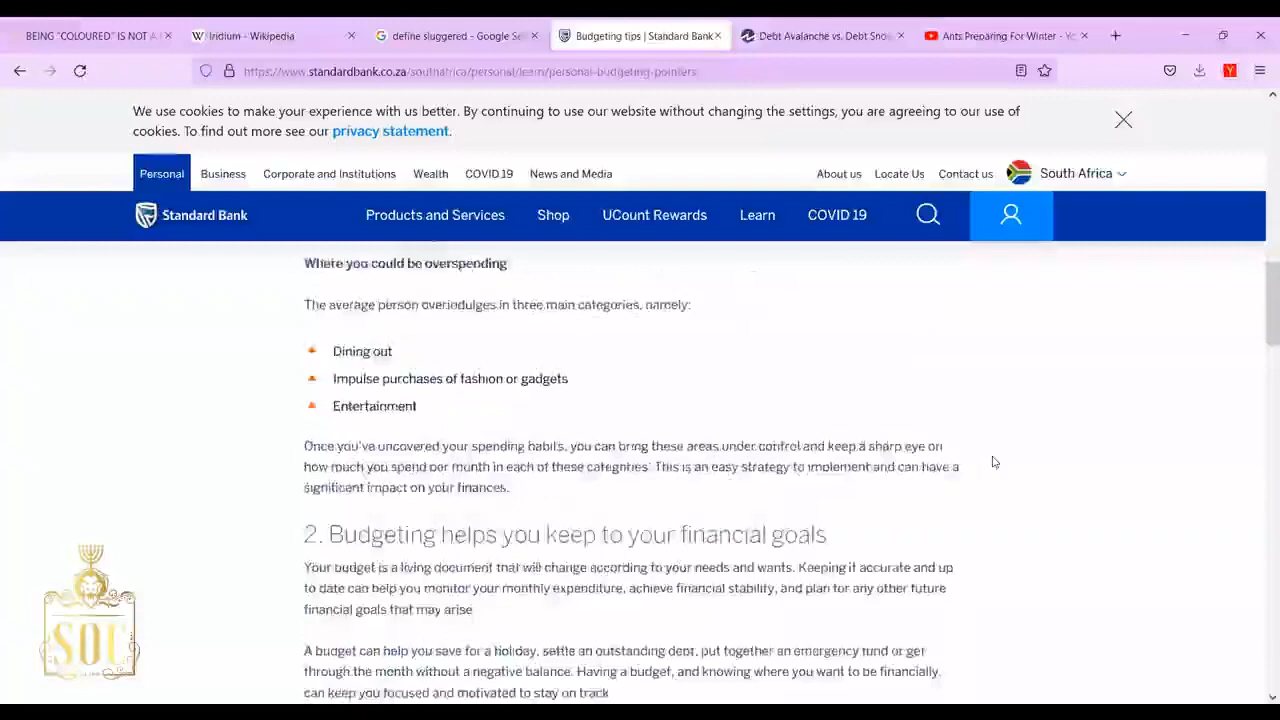 BEING "COLOURED" IS NOT A
Iridium - Wikipedia
define sluggered - Google Se
Budgeting tips | Standard Bank
Debt Avalanche vs. Debt Snow
Ants Preparing For Winter - Yo
https://www.standardbank.co.za/southafrica/personal/learn/personal-budgeting-pointers
We use cookies to make your experience with us better. By continuing to use our website without changing the settings, you are agreeing to our use of
cookies. To find out more see our privacy statement.
Personal Business Corporate and Institutions Wealth COVID 19 News and Media About us Locate Us Contact us South Africa
Standard Bank Products and Services Shop UCount Rewards Learn COVID 19
Where you could be overspending
The average person overindulges in three main categories, namely:
Dining out
Impulse purchases of fashion or gadgets
Entertainment
Once you've uncovered your spending habits, you can bring these areas under control and keep a sharp eye on
how much you spend per month in each of these categories. This is an easy strategy to implement and can have a
significant impact on your finances.
2. Budgeting helps you keep to your financial goals
Your budget is a living document that will change according to your needs and wants. Keeping it accurate and up
to date can help you monitor your monthly expenditure, achieve financial stability, and plan for any other future
financial goals that may arise
A budget can help you save for a holiday, settle an outstanding debt, put together an emergency fund or get
through the month without a negative balance. Having a budget, and knowing where you want to be financially,
can keep you focused and motivated to stay on track
SOC